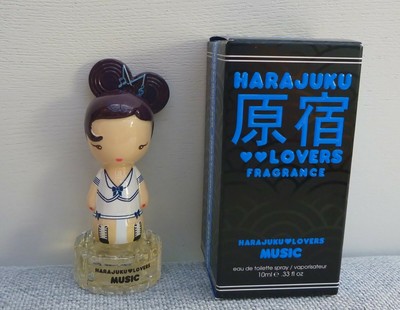 HARAJUKU
原宿
♥♥LOVERS
FRAGRANCE
HARAJUKU♥LOVERS
MUSIC
eau de toilette spray / vaporisateur
10ml ℮ .33 fl oz
HARAJUKU♥LOVERS
MUSIC